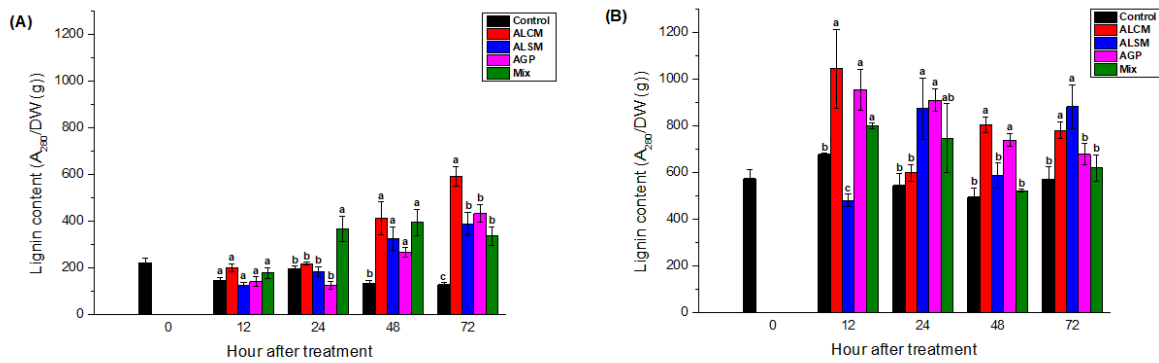 (A)
Lignin content (A280/DW (g))
1200
1000
800
600
400
200
0
Control
ALCM
ALSM
AGP
Mix
a a a a a
b b b b a
b a a a a
c a b b b
0 12 24 48 72
Hour after treatment
(B)
Lignin content (A280/DW (g))
1200
1000
800
600
400
200
0
Control
ALCM
ALSM
AGP
Mix
b a c a a
b b a a ab
b a b a b
b a a b b
0 12 24 48 72
Hour after treatment